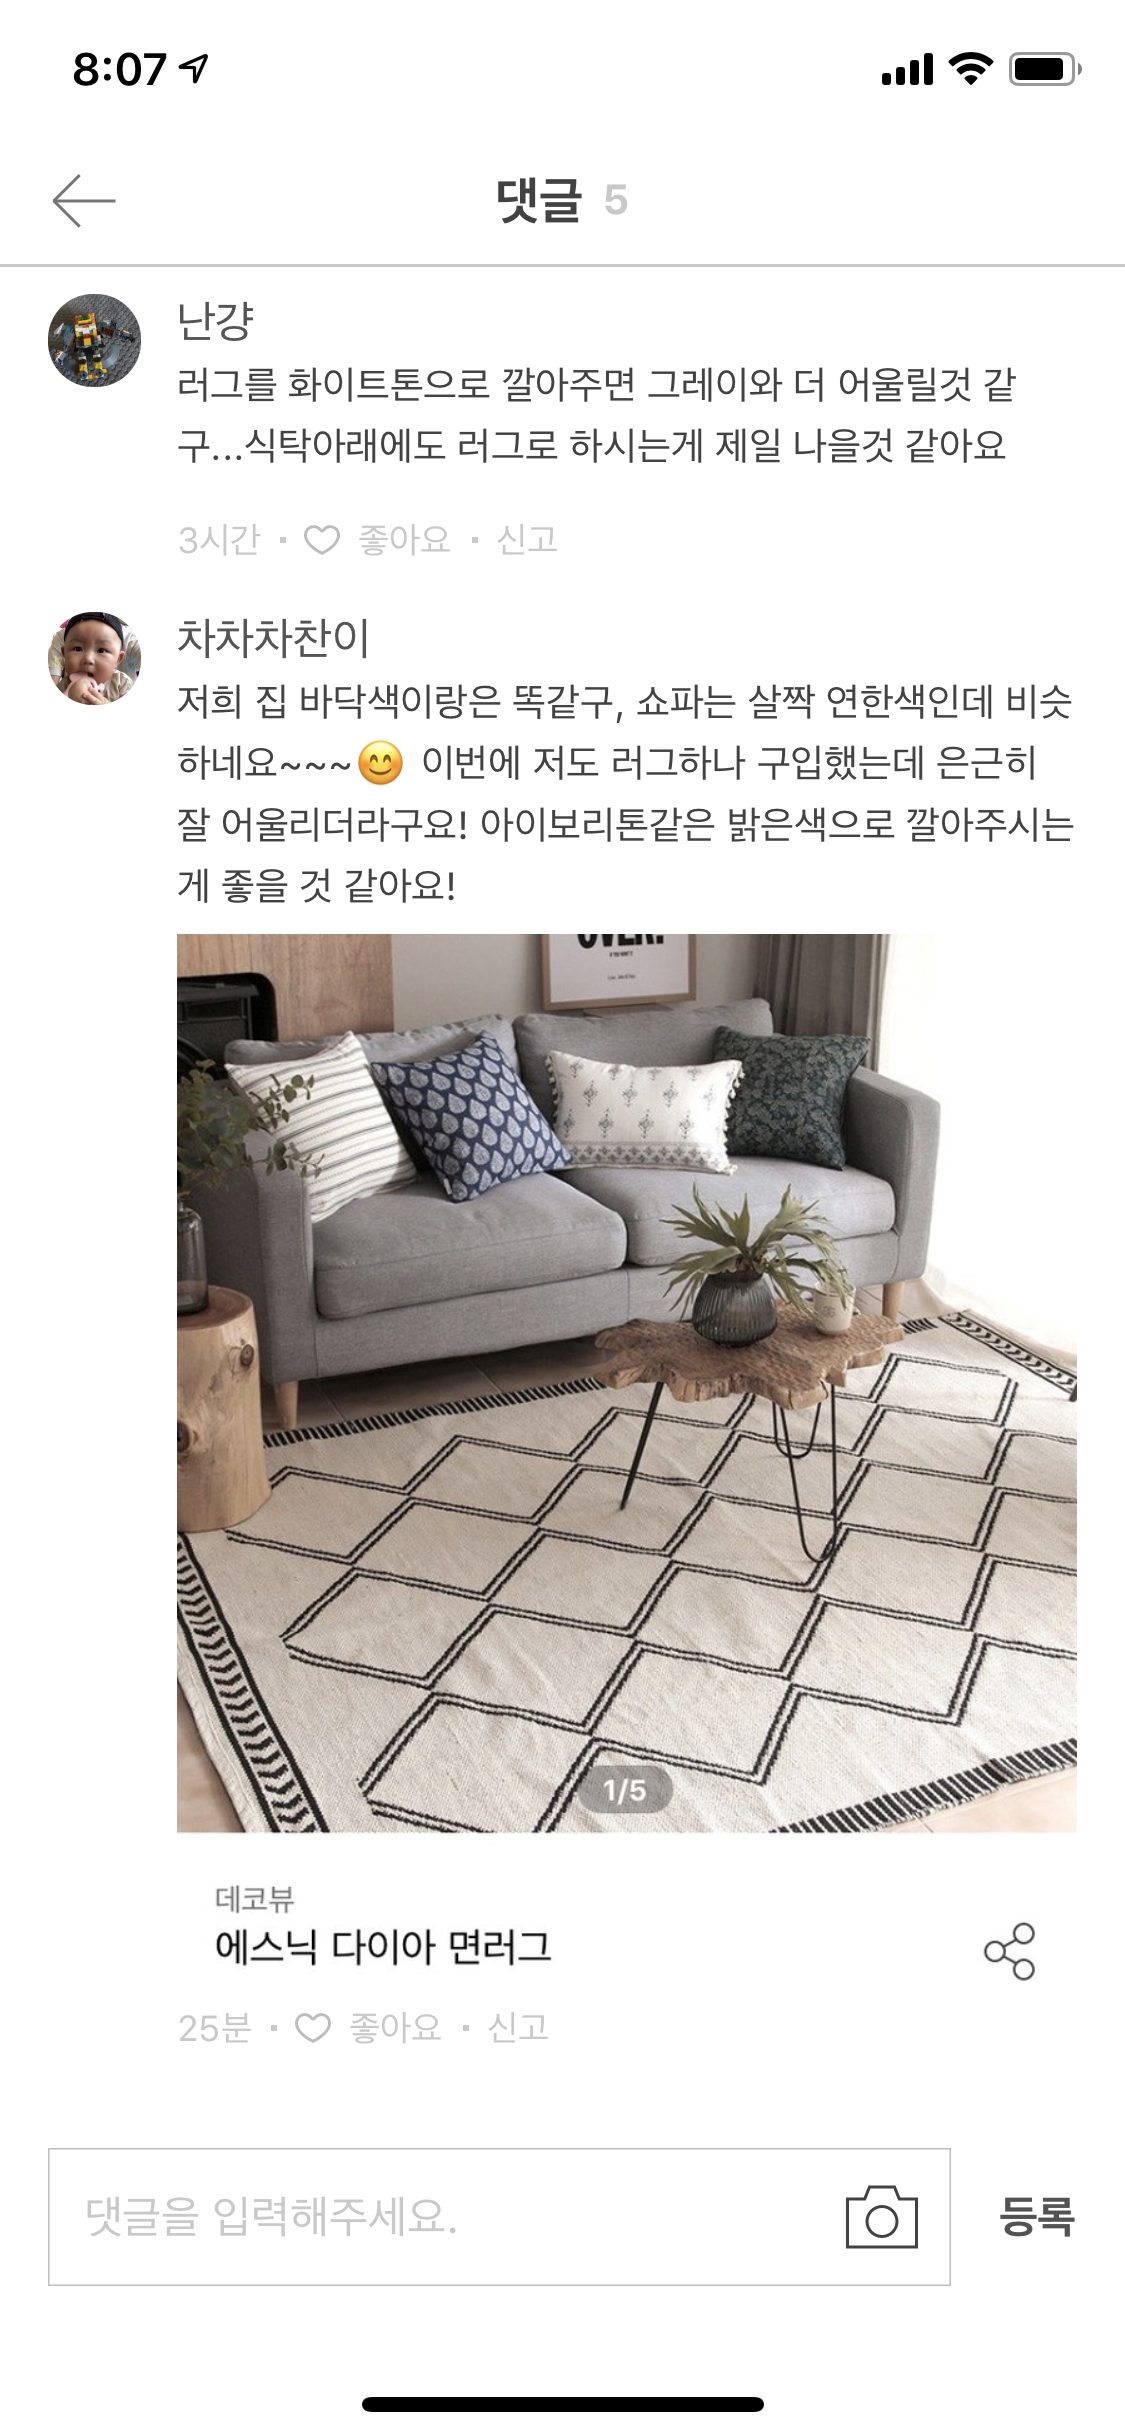 8:07
댓글 5
난걍
러그를 화이트톤으로 깔아주면 그레이와 더 어울릴것 같
구...식탁아래에도 러그로 하시는게 제일 나을것 같아요
3시간 · 좋아요 · 신고
차차차찬이
저희 집 바닥색이랑은 똑같구, 쇼파는 살짝 연한색인데 비슷
하네요~~~😊 이번에 저도 러그하나 구입했는데 은근히
잘 어울리더라구요! 아이보리톤같은 밝은색으로 깔아주시는
게 좋을 것 같아요!
OVER!
1/5
데코뷰
에스닉 다이아 면러그
25분 · 좋아요 · 신고
댓글을 입력해주세요.
등록